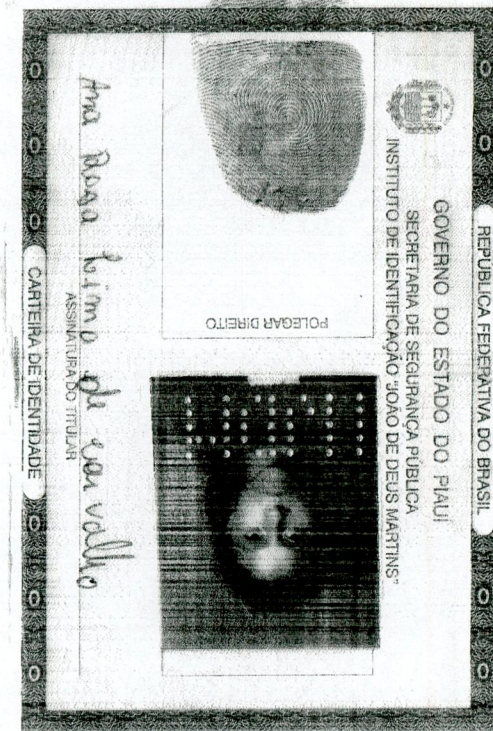 REPÚBLICA FEDERATIVA DO BRASIL
GOVERNO DO ESTADO DO PIAUÍ
SECRETARIA DE SEGURANÇA PÚBLICA
INSTITUTO DE IDENTIFICAÇÃO "JOÃO DE DEUS MARTINS"
POLEGAR DIREITO
Ana Rosa Lima de carvalho
ASSINATURA DO TITULAR
CARTEIRA DE IDENTIDADE